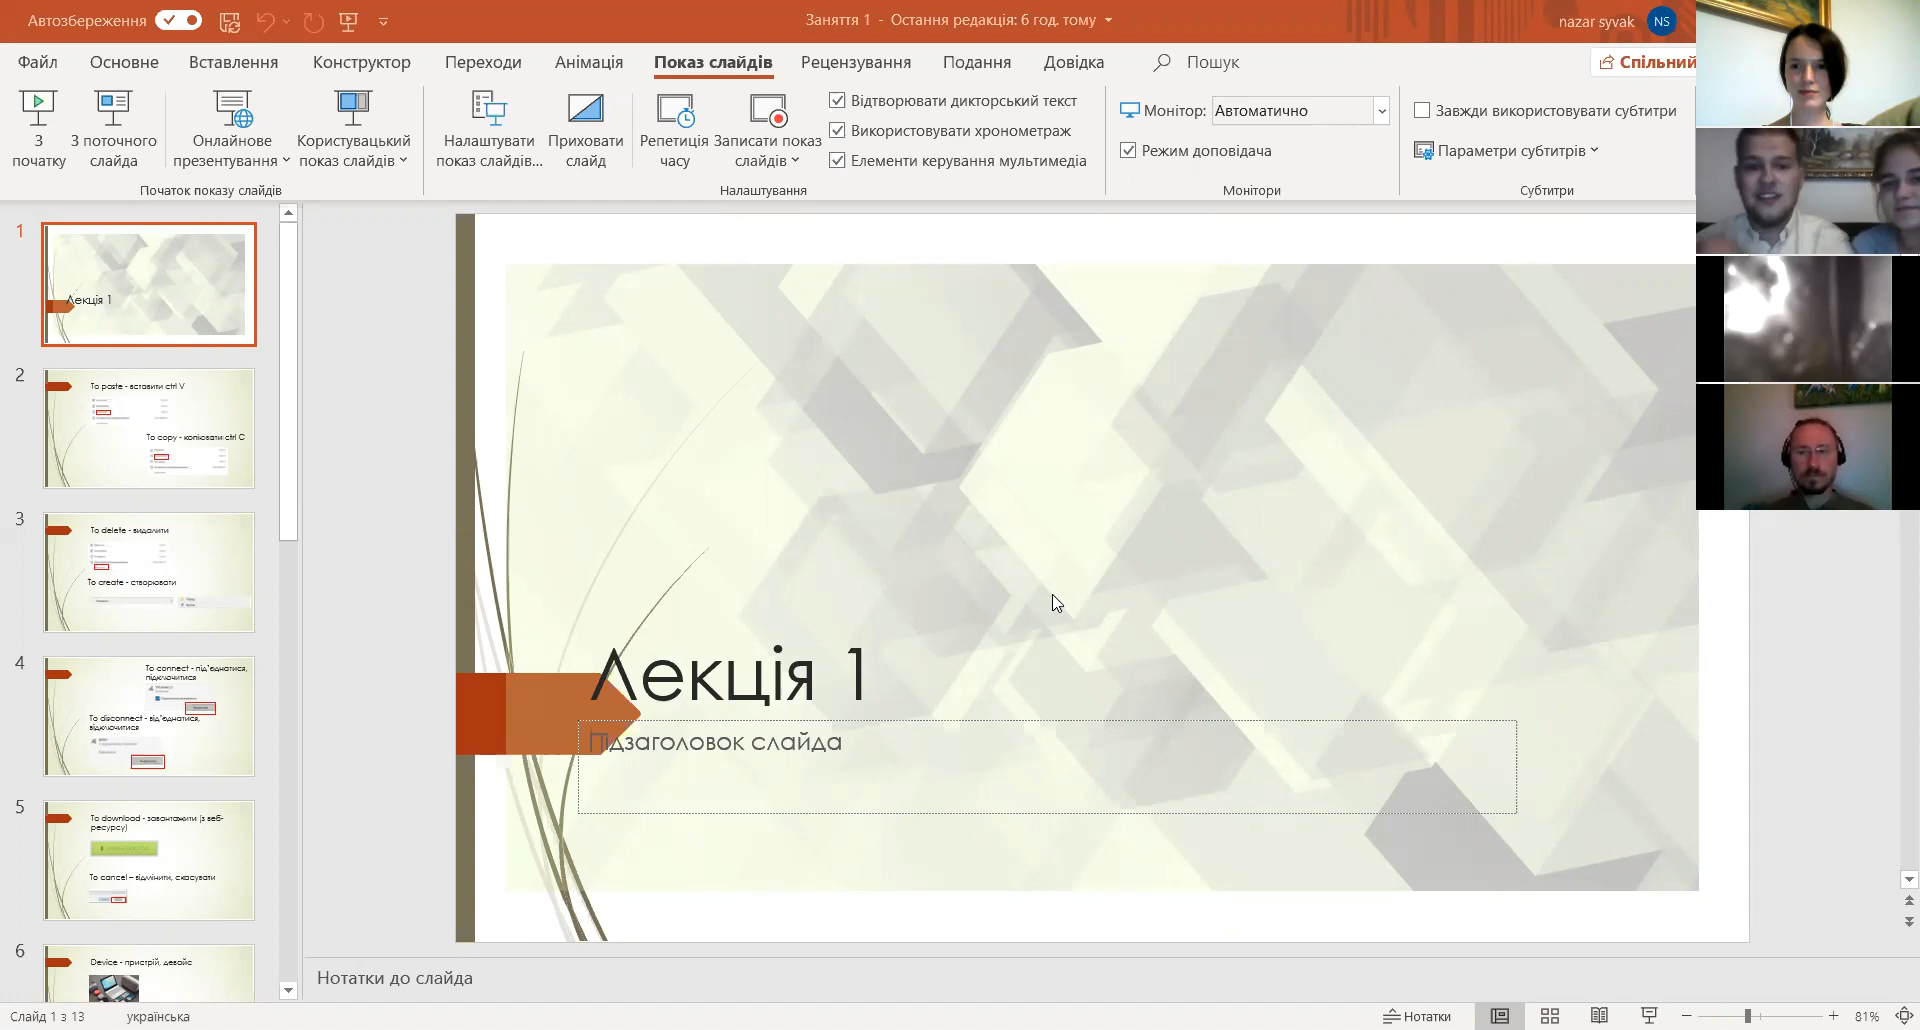 Автозбереження
Заняття 1 - Остання редакція: 6 год. тому
nazar syvak
NS
Файл Основне Вставлення Конструктор Переходи Анімація Показ слайдів Рецензування Подання Довідка Пошук Спільний
З початку
З поточного слайда
Онлайнове презентування
Користувацький показ слайдів
Початок показу слайдів
Налаштувати показ слайдів...
Приховати слайд
Репетиція часу
Записати показ слайдів
Відтворювати дикторський текст
Використовувати хронометраж
Елементи керування мультимедіа
Налаштування
Монітор: Автоматично
Режим доповідача
Монітори
Завжди використовувати субтитри
Параметри субтитрів
Субтитри
1
Лекція 1
2
To paste - вставити ctrl V
To copy - копіювати ctrl C
3
To delete - видалити
To create - створювати
4
To connect - під'єднатися,
підключитися
To disconnect - від'єднатися,
відключитися
5
To download - завантажити (з веб-
ресурсу)
To cancel – відмінити, скасувати
6
Device - пристрій, девайс
Лекція 1
Підзаголовок слайда
Нотатки до слайда
Слайд 1 з 13 українська
Нотатки
81%